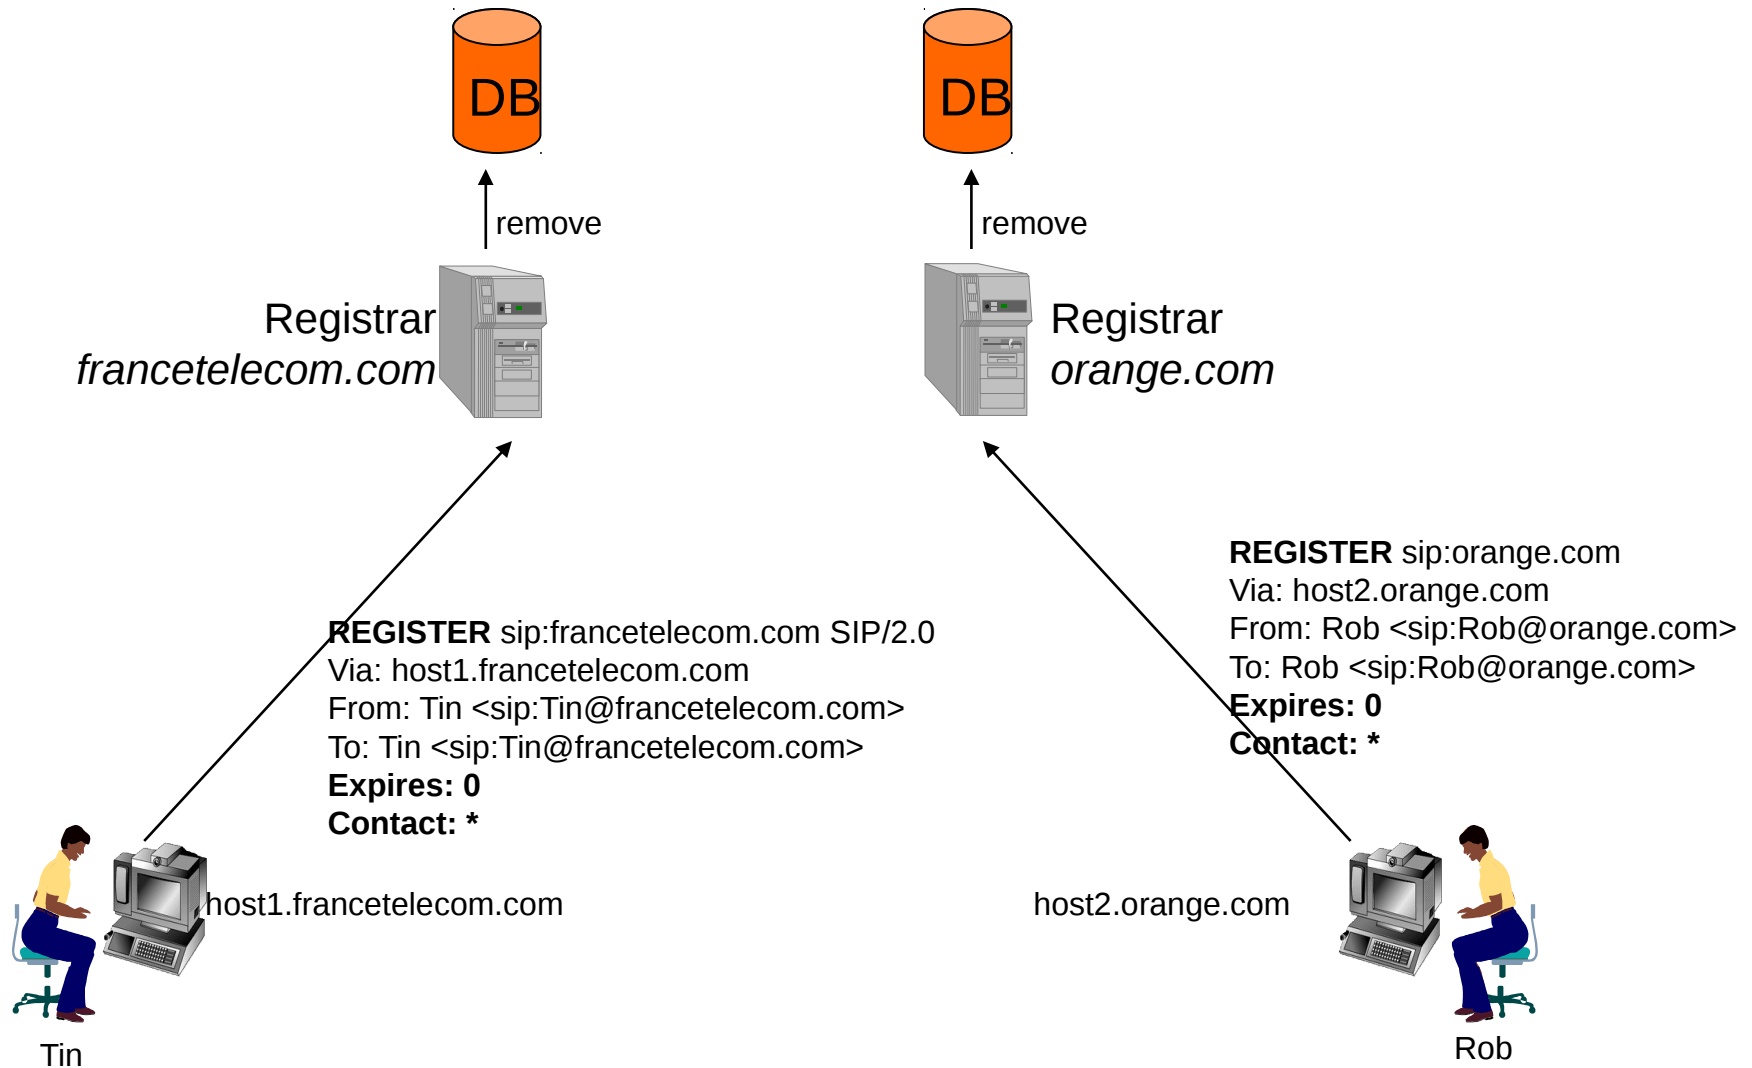 DB
DB
remove
remove
Registrar
francetelecom.com
Registrar
orange.com
REGISTER sip:orange.com
Via: host2.orange.com
From: Rob <sip:Rob@orange.com>
To: Rob <sip:Rob@orange.com>
Expires: 0
Contact: *
REGISTER sip:francetelecom.com SIP/2.0
Via: host1.francetelecom.com
From: Tin <sip:Tin@francetelecom.com>
To: Tin <sip:Tin@francetelecom.com>
Expires: 0
Contact: *
host1.francetelecom.com
host2.orange.com
Tin
Rob